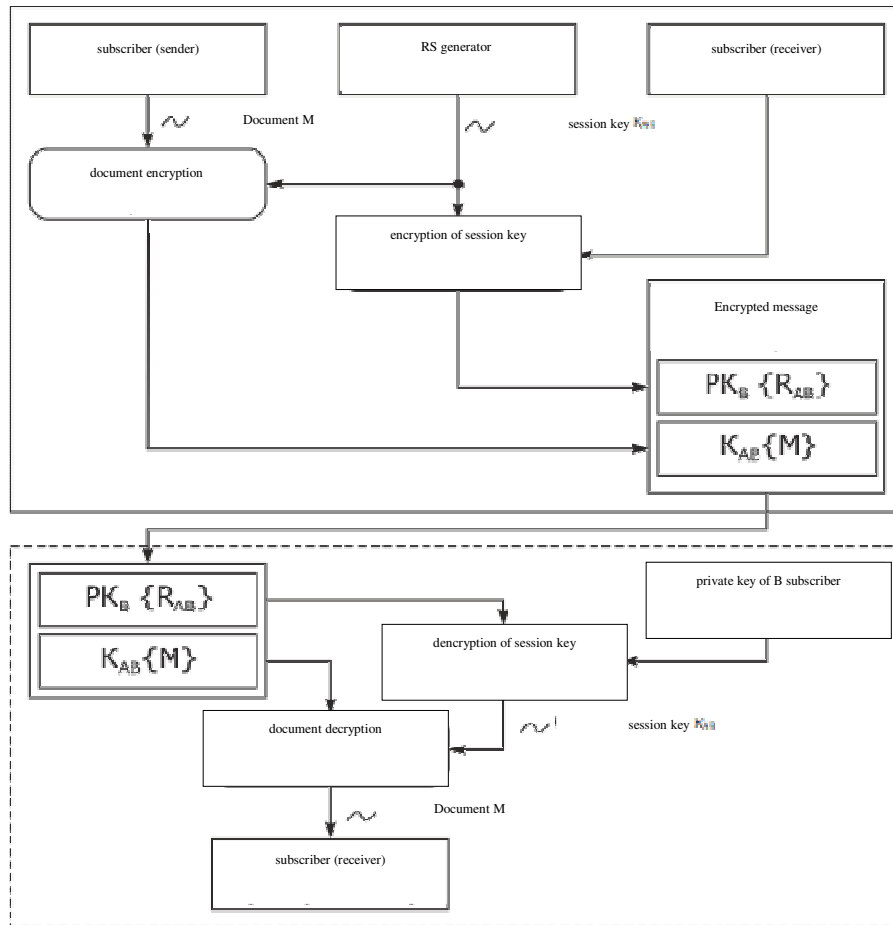 subscriber (sender)
RS generator
subscriber (receiver)
Document M
session key
document encryption
encryption of session key
Encrypted message
PK_B {R_AB}
K_AB{M}
PK_B {R_AB}
K_AB{M}
private key of B subscriber
dencryption of session key
session key K_AB
document decryption
Document M
subscriber (receiver)